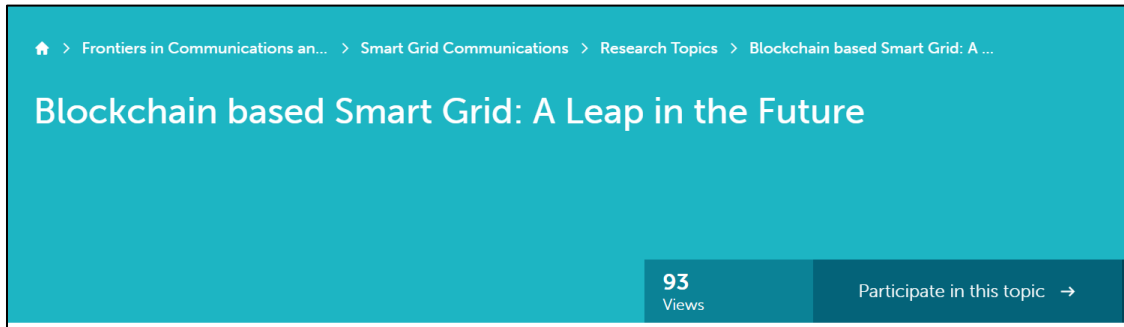 > Frontiers in Communications an... > Smart Grid Communications > Research Topics > Blockchain based Smart Grid: A ...
Blockchain based Smart Grid: A Leap in the Future
93
Views
Participate in this topic →